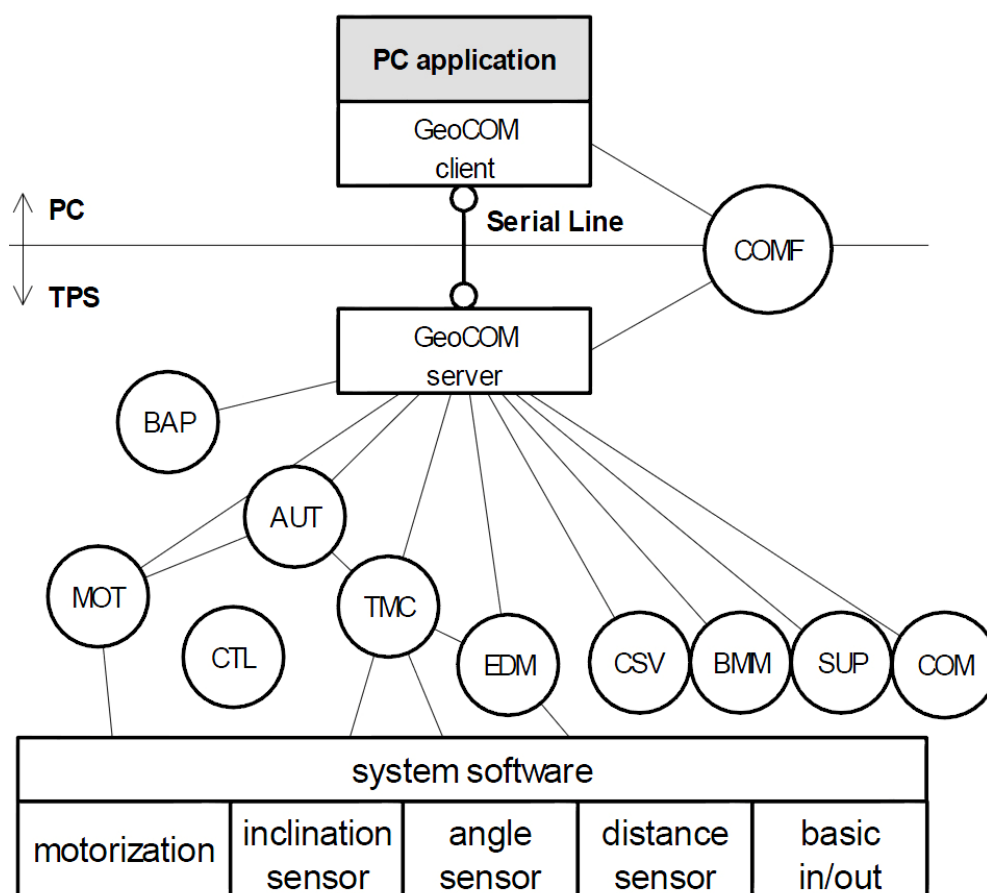 PC application
GeoCOM
client
PC
Serial Line
COMF
TPS
GeoCOM
server
BAP
AUT
MOT
TMC
CTL
EDM
CSV
BMM
SUP
COM
system software
motorization
inclination
sensor
angle
sensor
distance
sensor
basic
in/out